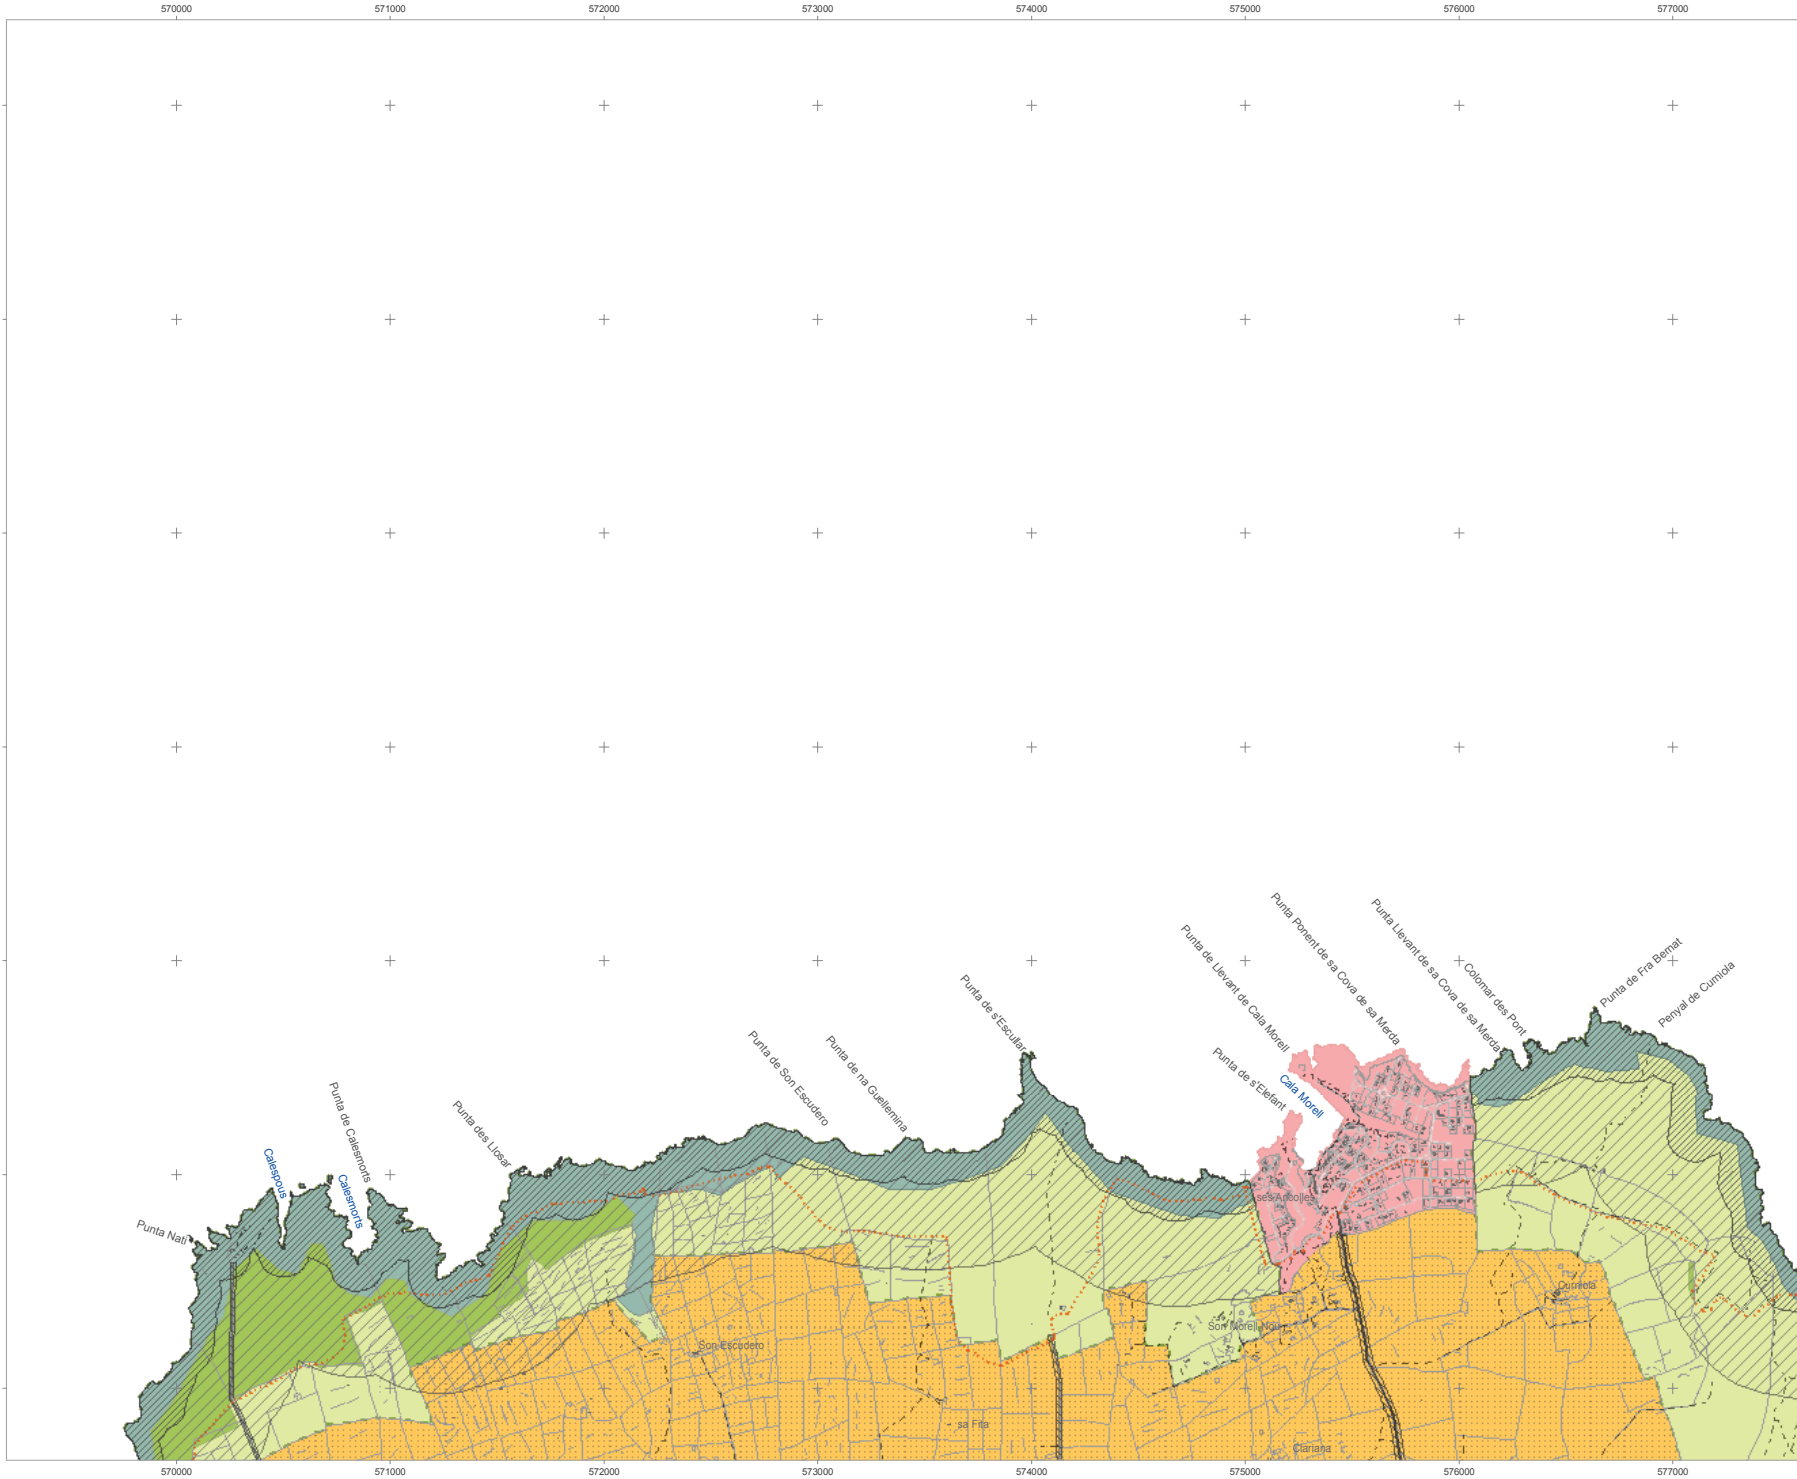 570000 571000 572000 573000 574000 575000 576000 577000
Punta Ponent de sa Cova de sa Merda
Punta Llevant de sa Cova de sa Merda
Punta de Llevant de Cala Morell
Colomar des Pont
Punta de Fra Bernat
Penyal de Curniola
Punta de s'Escullar
Punta de Son Escudero
Punta de na Guellemina
Punta de s'Elefant
Cala Morell
Punta de Calesmorts
Punta des Llosar
Calespous
Calesmorts
Punta Nati
ses Ancolles
Curniola
Son Morell Nou
Son Escudero
sa Fita
Clariana
570000 571000 572000 573000 574000 575000 576000 577000